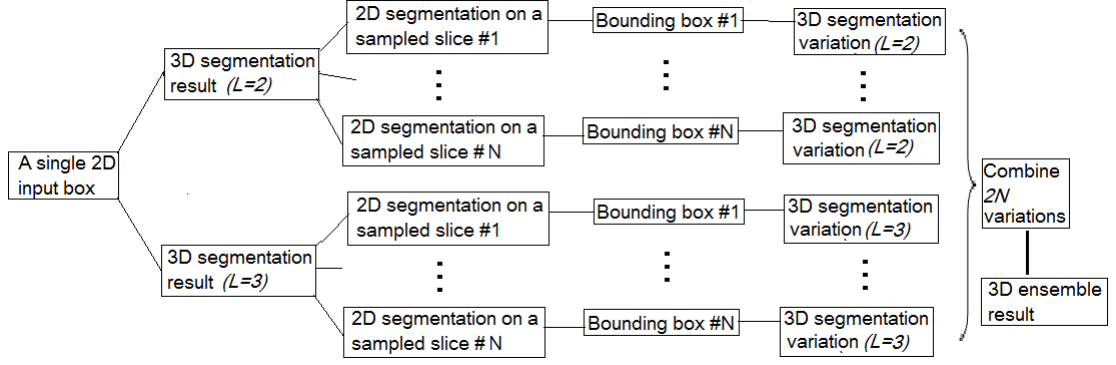 A single 2D
input box
3D segmentation
result (L=2)
2D segmentation on a
sampled slice #1
Bounding box #1
3D segmentation
variation (L=2)
2D segmentation on a
sampled slice # N
Bounding box #N
3D segmentation
variation (L=2)
3D segmentation
result (L=3)
2D segmentation on a
sampled slice #1
Bounding box #1
3D segmentation
variation (L=3)
2D segmentation on a
sampled slice # N
Bounding box #N
3D segmentation
variation (L=3)
Combine
2N
variations
3D ensemble
result